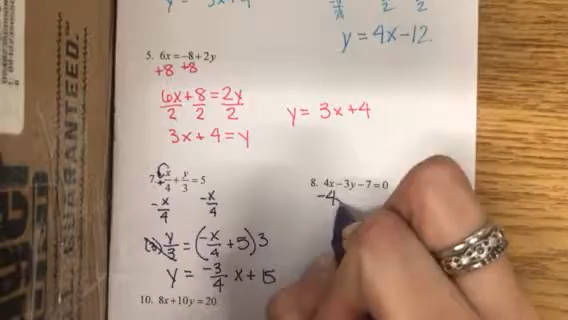 y = 4x-12
5. 6x = -8 + 2y
+8 +8
6x + 8 = 2y
2 2 2
y = 3x + 4
3x + 4 = y
7. x/4 + y/3 = 5
8. 4x - 3y - 7 = 0
-x/4 -x/4
-4
(3) y/3 = (-x/4 + 5) 3
y = -3/4 x + 15
10. 8x + 10y = 20
GUARANTEED.